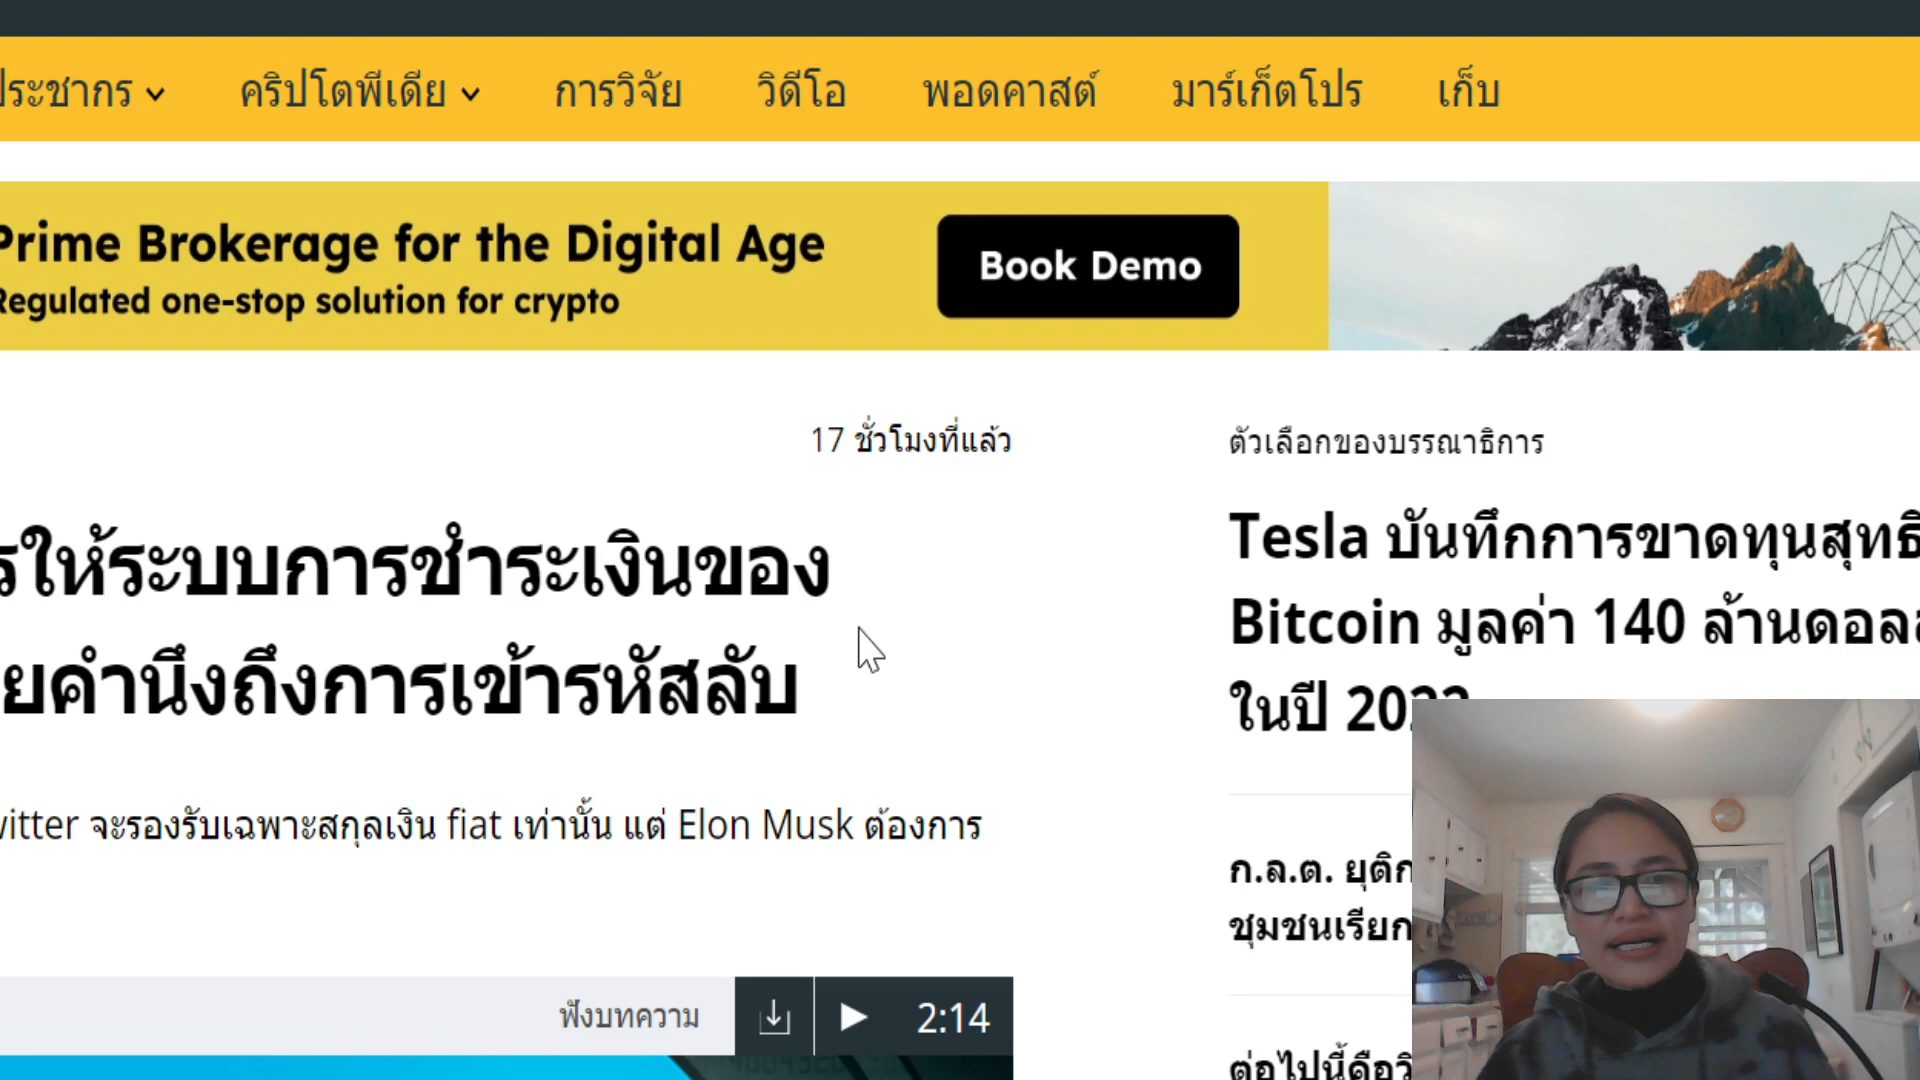 ประชากร คริปโตพีเดีย การวิจัย วิดีโอ พอดคาสต์ มาร์เก็ตโปร เก็บ
Prime Brokerage for the Digital Age
Regulated one-stop solution for crypto
Book Demo
17 ชั่วโมงที่แล้ว
รให้ระบบการชำระเงินของ
ยคำนึงถึงการเข้ารหัสลับ
witter จะรองรับเฉพาะสกุลเงิน fiat เท่านั้น แต่ Elon Musk ต้องการ
ฟังบทความ
2:14
ตัวเลือกของบรรณาธิการ
Tesla บันทึกการขาดทุนสุทธิ
Bitcoin มูลค่า 140 ล้านดอลล
ในปี 2022
ก.ล.ต. ยุติก
ชุมชนเรียก
ต่อไปนี้คือวิ